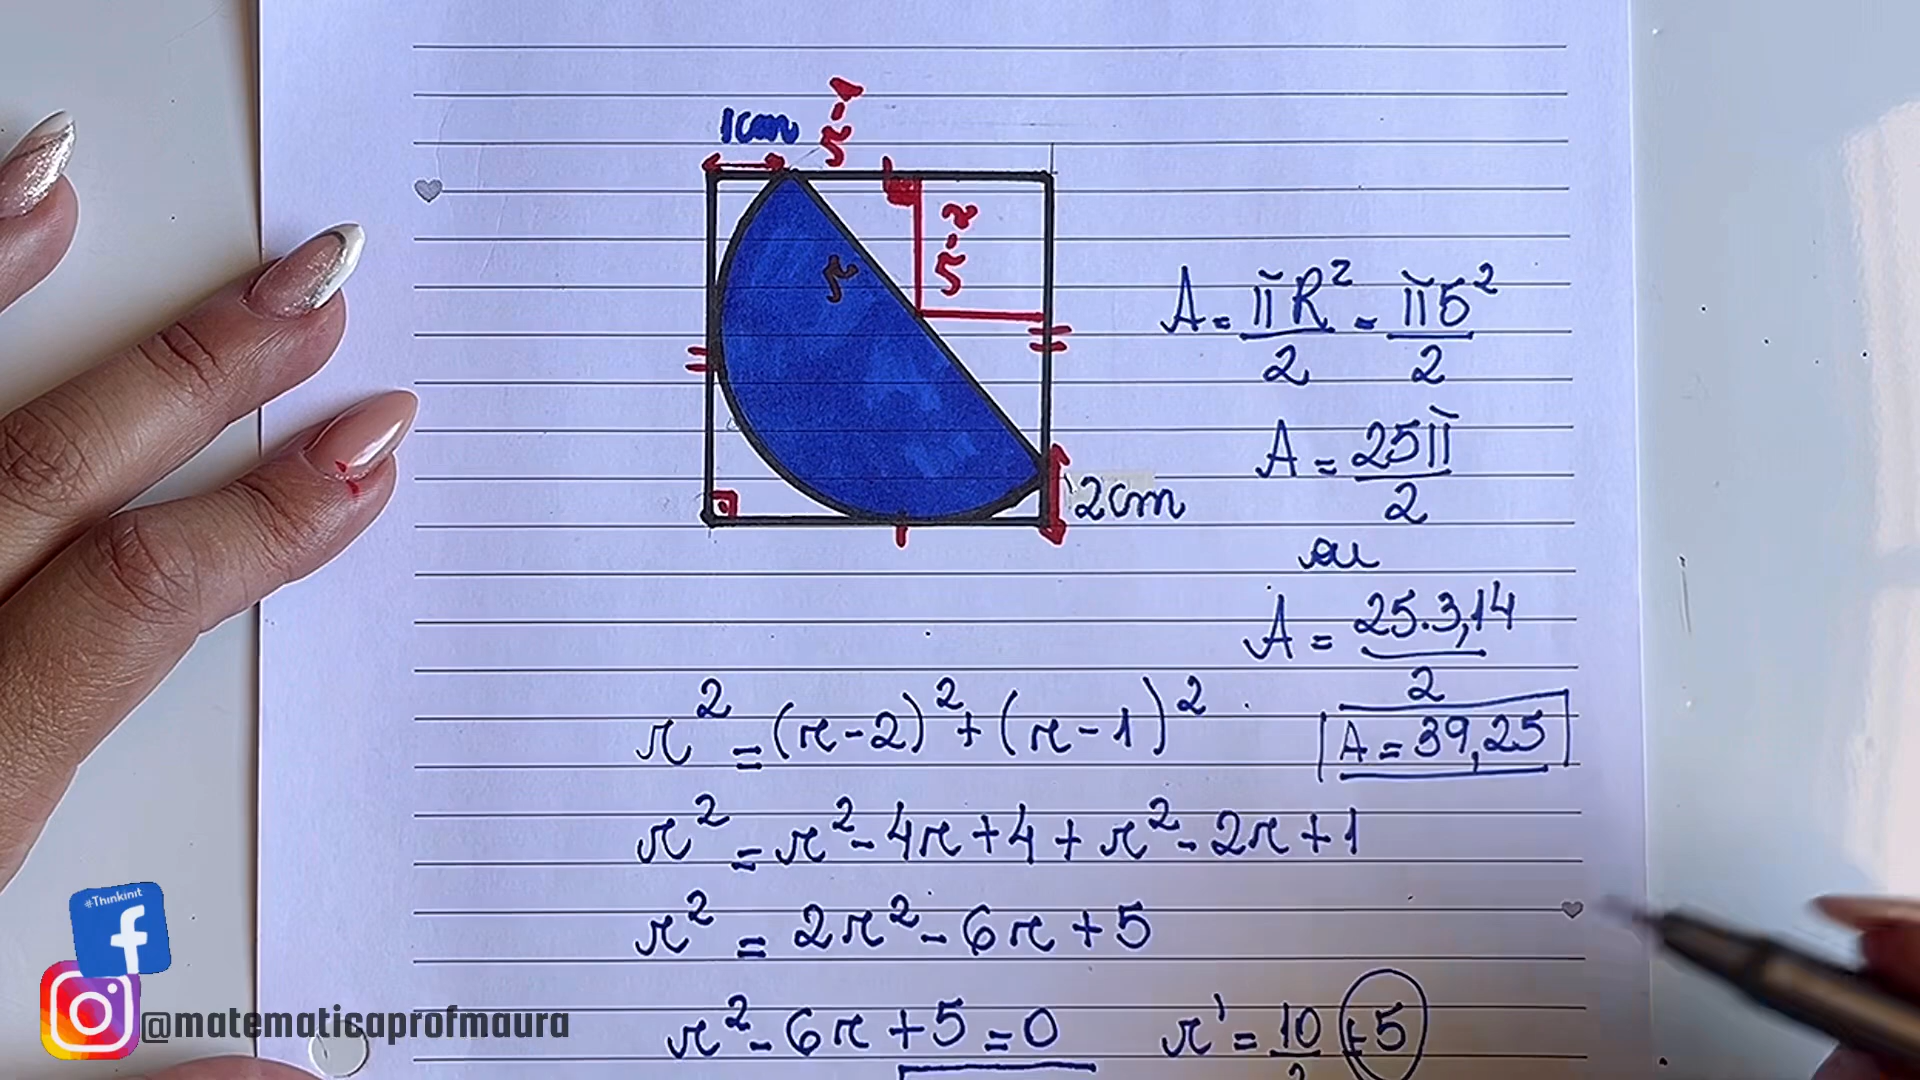 1cm
r-1
r
r-2
2cm
A = πR² / 2 = π5² / 2
A = 25π / 2
ou
A = 25.3,14 / 2
A = 39,25
r² = (r-2)² + (r-1)²
r² = r² - 4r + 4 + r² - 2r + 1
r² = 2r² - 6r + 5
r² - 6r + 5 = 0
r' = 10 / 2 = 5
#Thinkinit
f
@matematicaprofmaura